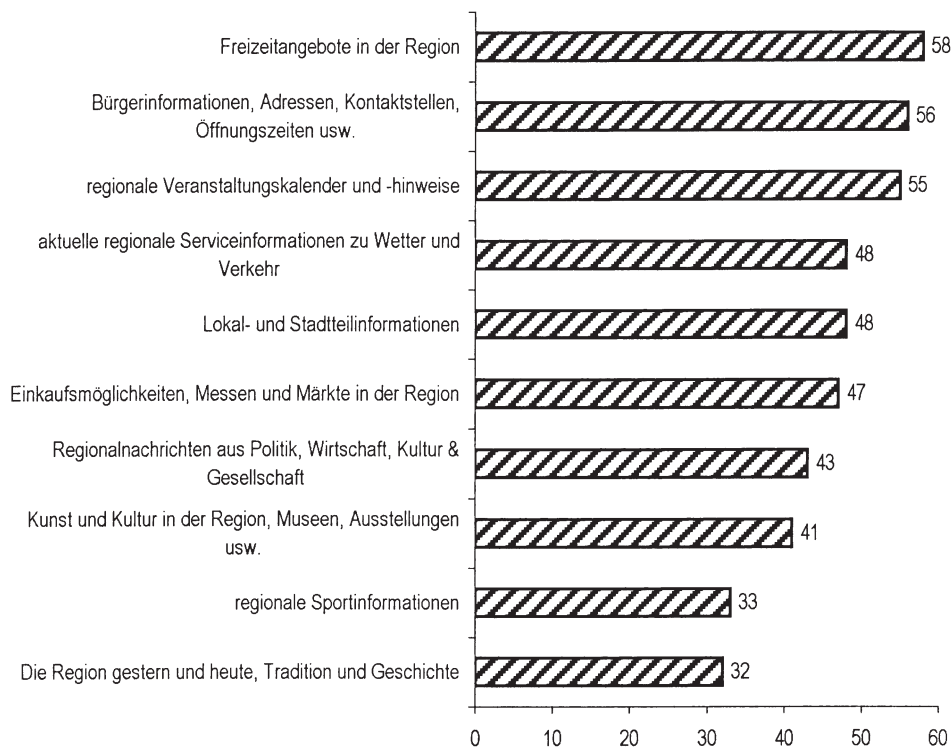 Freizeitangebote in der Region
58
Bürgerinformationen, Adressen, Kontaktstellen,
Öffnungszeiten usw.
56
regionale Veranstaltungskalender und -hinweise
55
aktuelle regionale Serviceinformationen zu Wetter und
Verkehr
48
Lokal- und Stadtteilinformationen
48
Einkaufsmöglichkeiten, Messen und Märkte in der Region
47
Regionalnachrichten aus Politik, Wirtschaft, Kultur &
Gesellschaft
43
Kunst und Kultur in der Region, Museen, Ausstellungen
usw.
41
regionale Sportinformationen
33
Die Region gestern und heute, Tradition und Geschichte
32
0 10 20 30 40 50 60